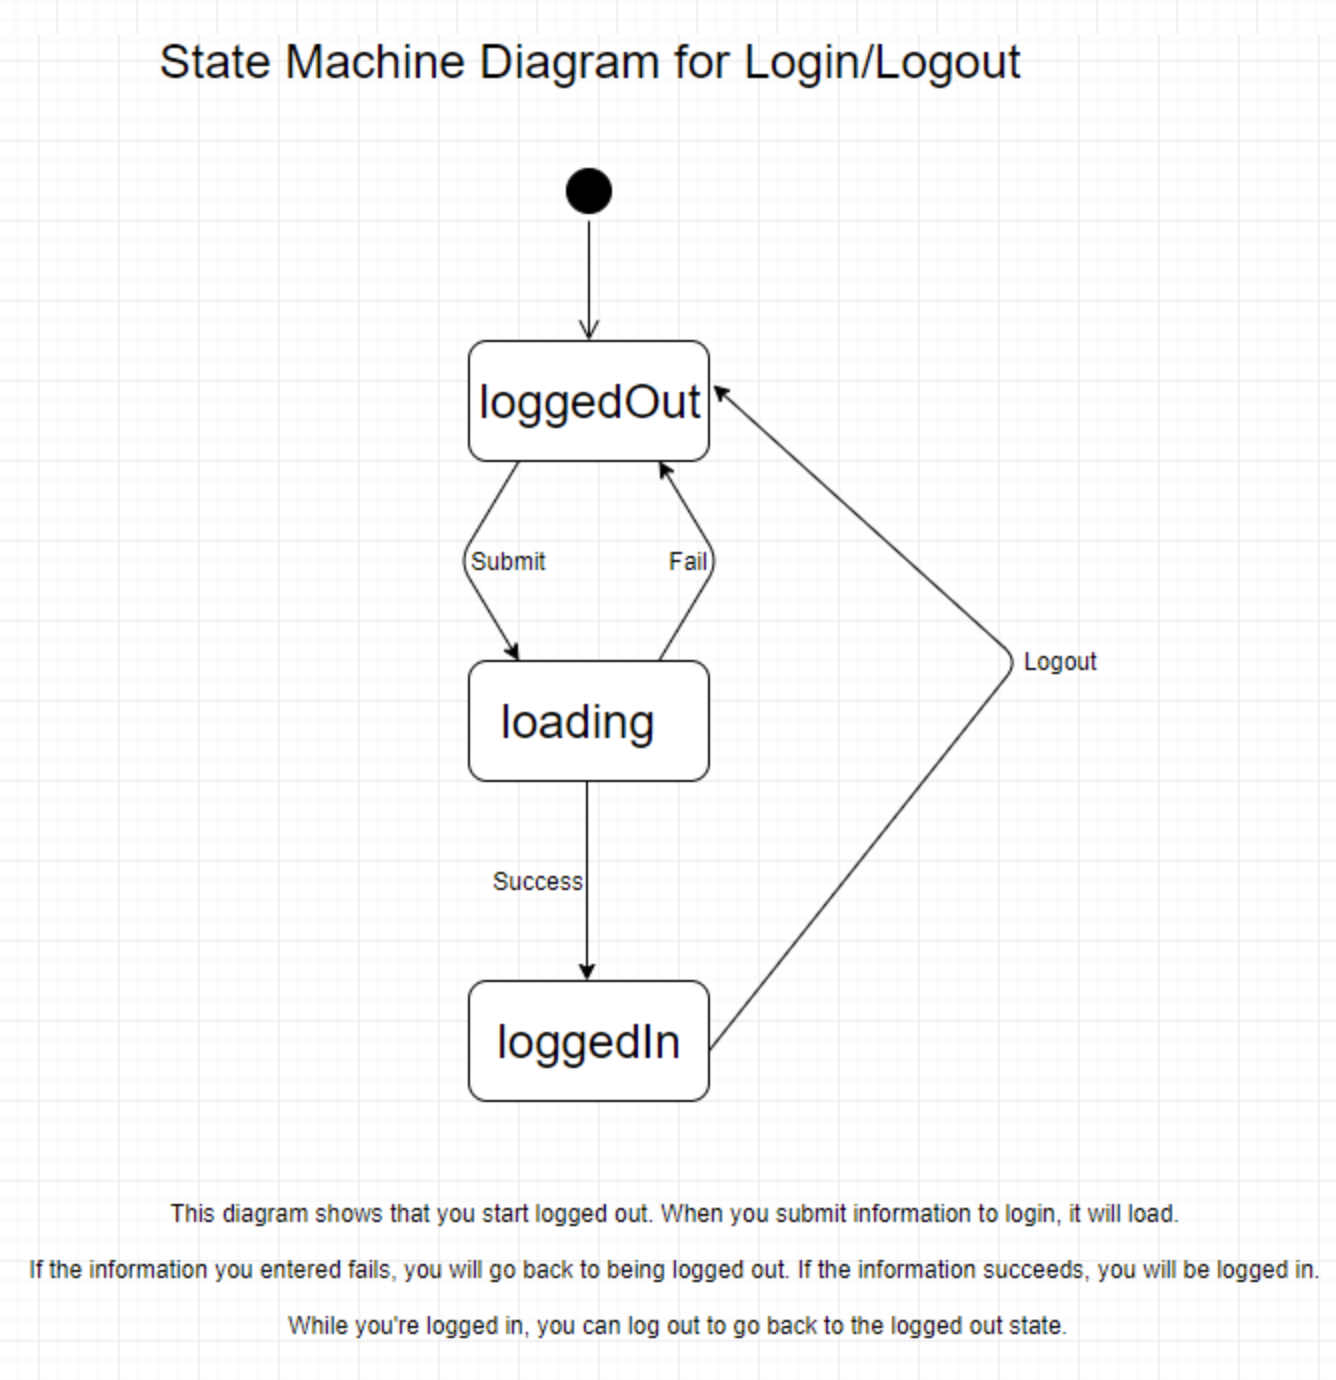 State Machine Diagram for Login/Logout
loggedOut
Submit
Fail
Logout
loading
Success
loggedIn
This diagram shows that you start logged out. When you submit information to login, it will load.
If the information you entered fails, you will go back to being logged out. If the information succeeds, you will be logged in.
While you're logged in, you can log out to go back to the logged out state.